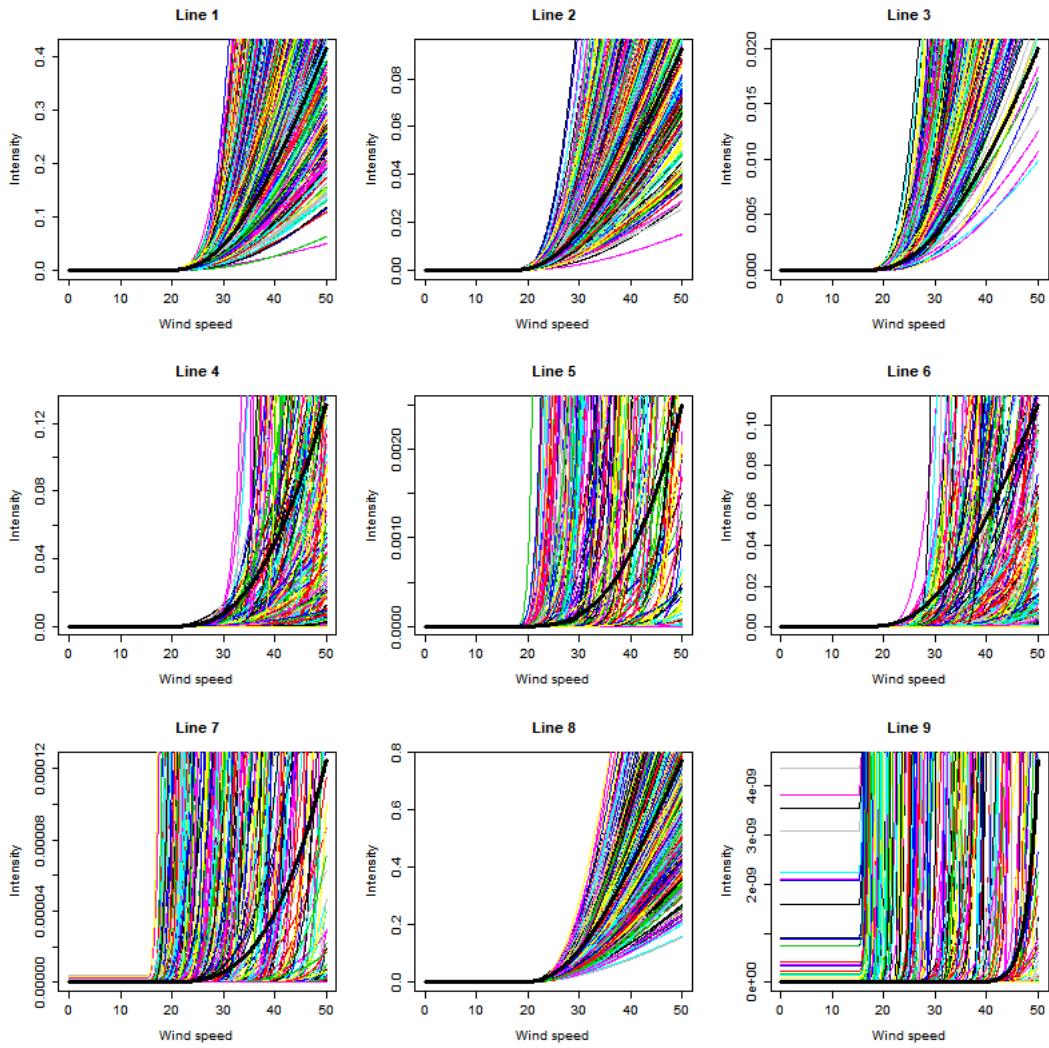 Line 1
Intensity
0.0 0.1 0.2 0.3 0.4
0 10 20 30 40 50
Wind speed
Line 2
Intensity
0.00 0.02 0.04 0.06 0.08
0 10 20 30 40 50
Wind speed
Line 3
Intensity
0.000 0.005 0.010 0.015 0.020
0 10 20 30 40 50
Wind speed
Line 4
Intensity
0.00 0.04 0.08 0.12
0 10 20 30 40 50
Wind speed
Line 5
Intensity
0.0000 0.0010 0.0020
0 10 20 30 40 50
Wind speed
Line 6
Intensity
0.00 0.02 0.04 0.06 0.08 0.10
0 10 20 30 40 50
Wind speed
Line 7
Intensity
0.00000 0.00004 0.00008 0.00012
0 10 20 30 40 50
Wind speed
Line 8
Intensity
0.0 0.2 0.4 0.6 0.8
0 10 20 30 40 50
Wind speed
Line 9
Intensity
0e+00 2e-09 3e-09 4e-09
0 10 20 30 40 50
Wind speed